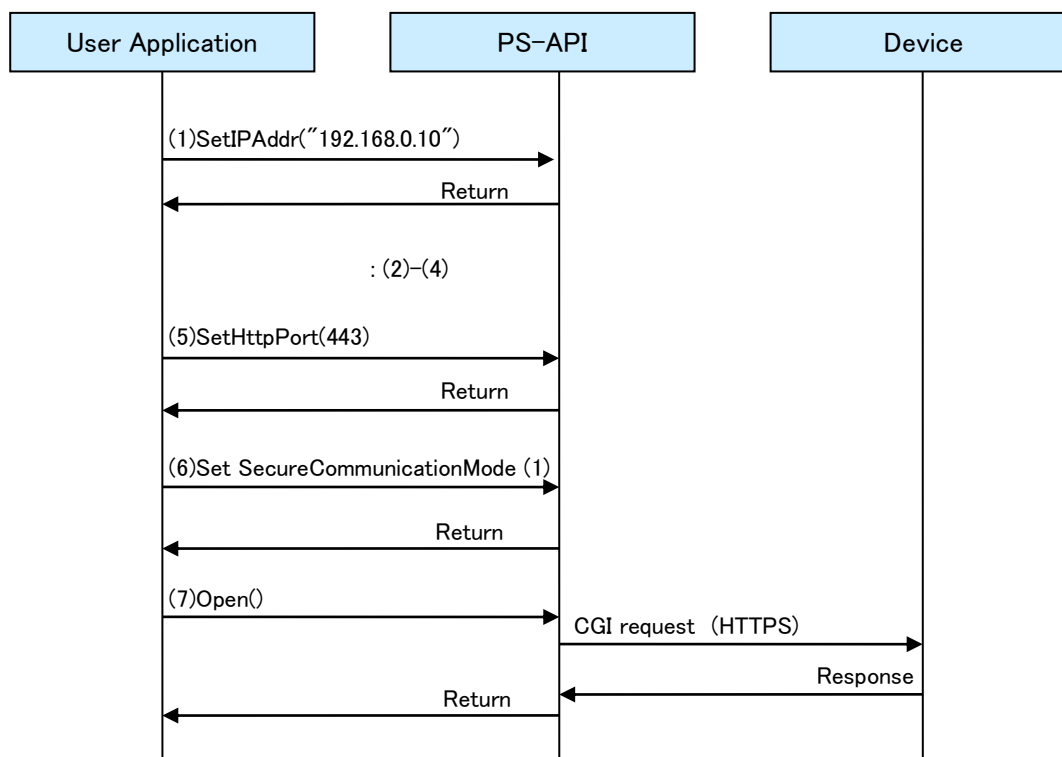 User Application
PS-API
Device
(1)SetIPAddr("192.168.0.10")
Return
: (2)-(4)
(5)SetHttpPort(443)
Return
(6)Set SecureCommunicationMode (1)
Return
(7)Open()
CGI request (HTTPS)
Response
Return